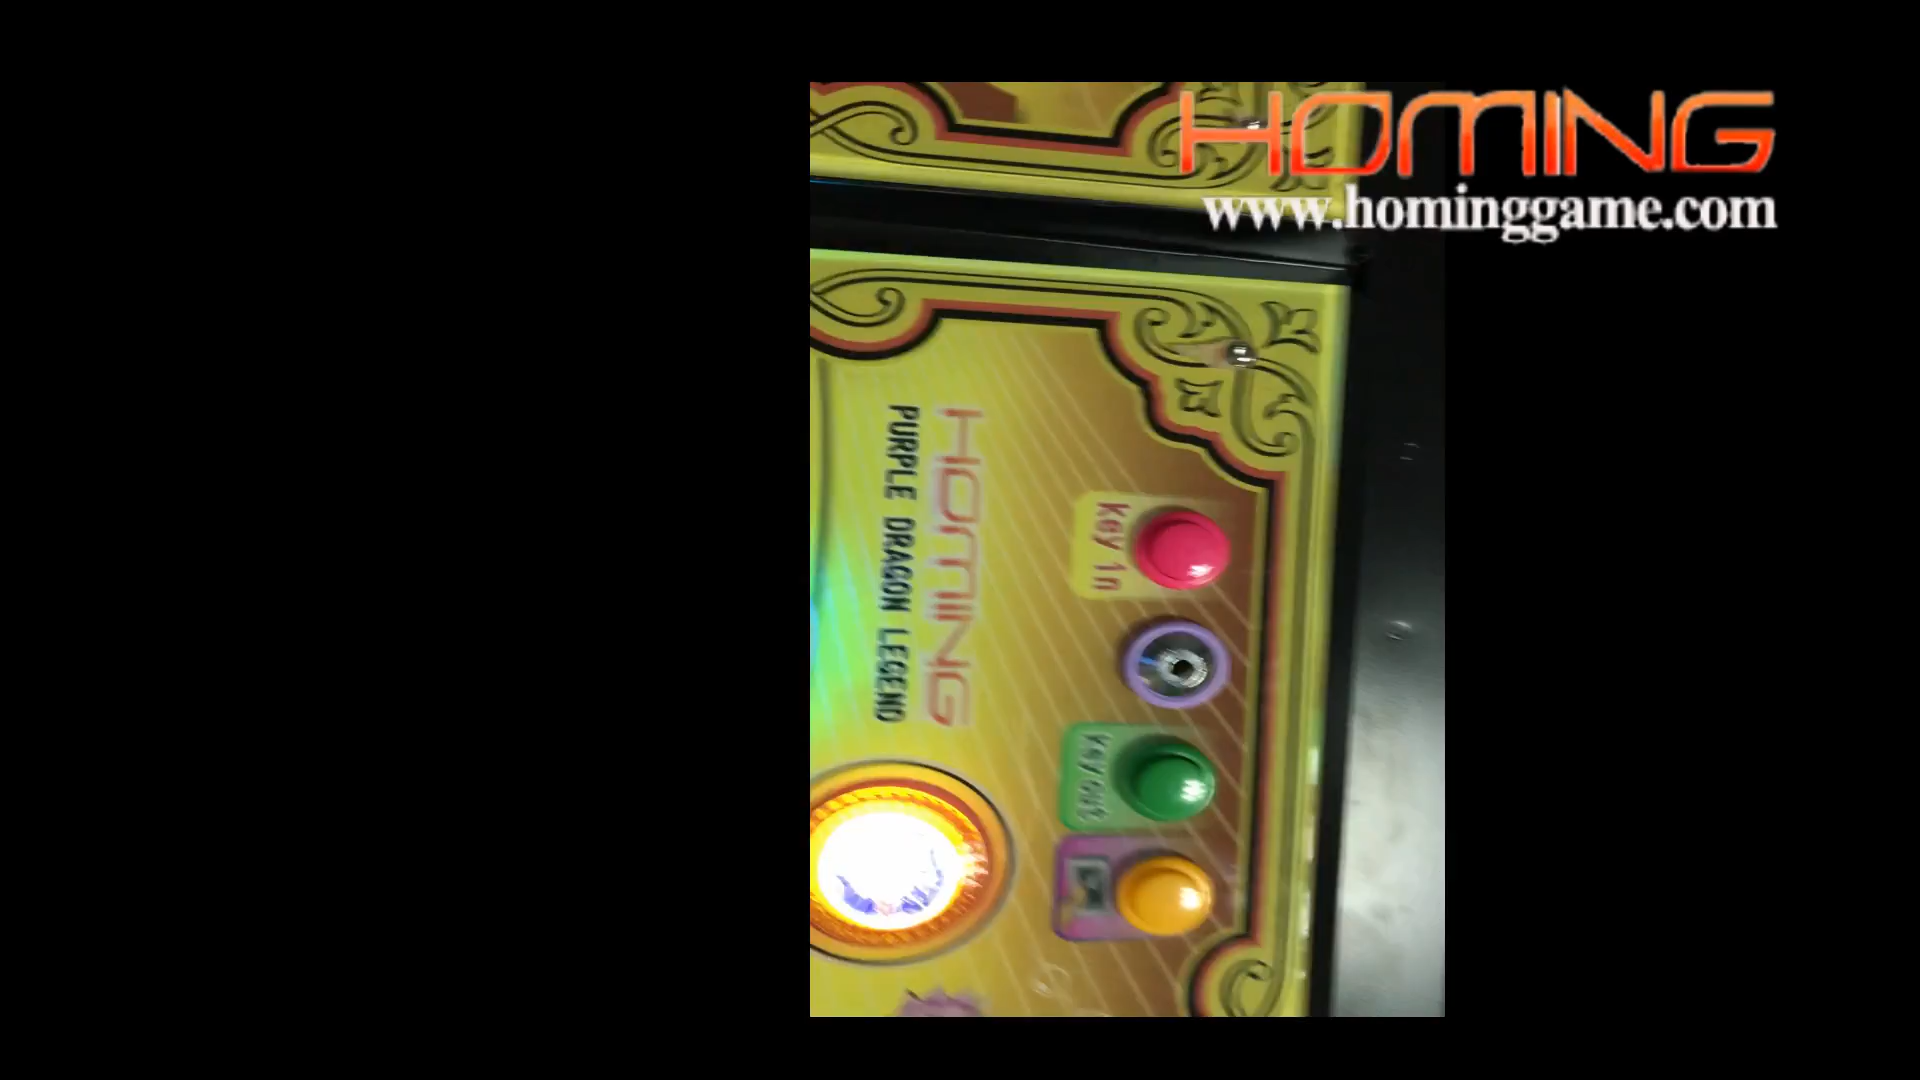 HOMING
www.hominggame.com
HOMING
PURPLE DRAGON LEGEND
Key in
Key out